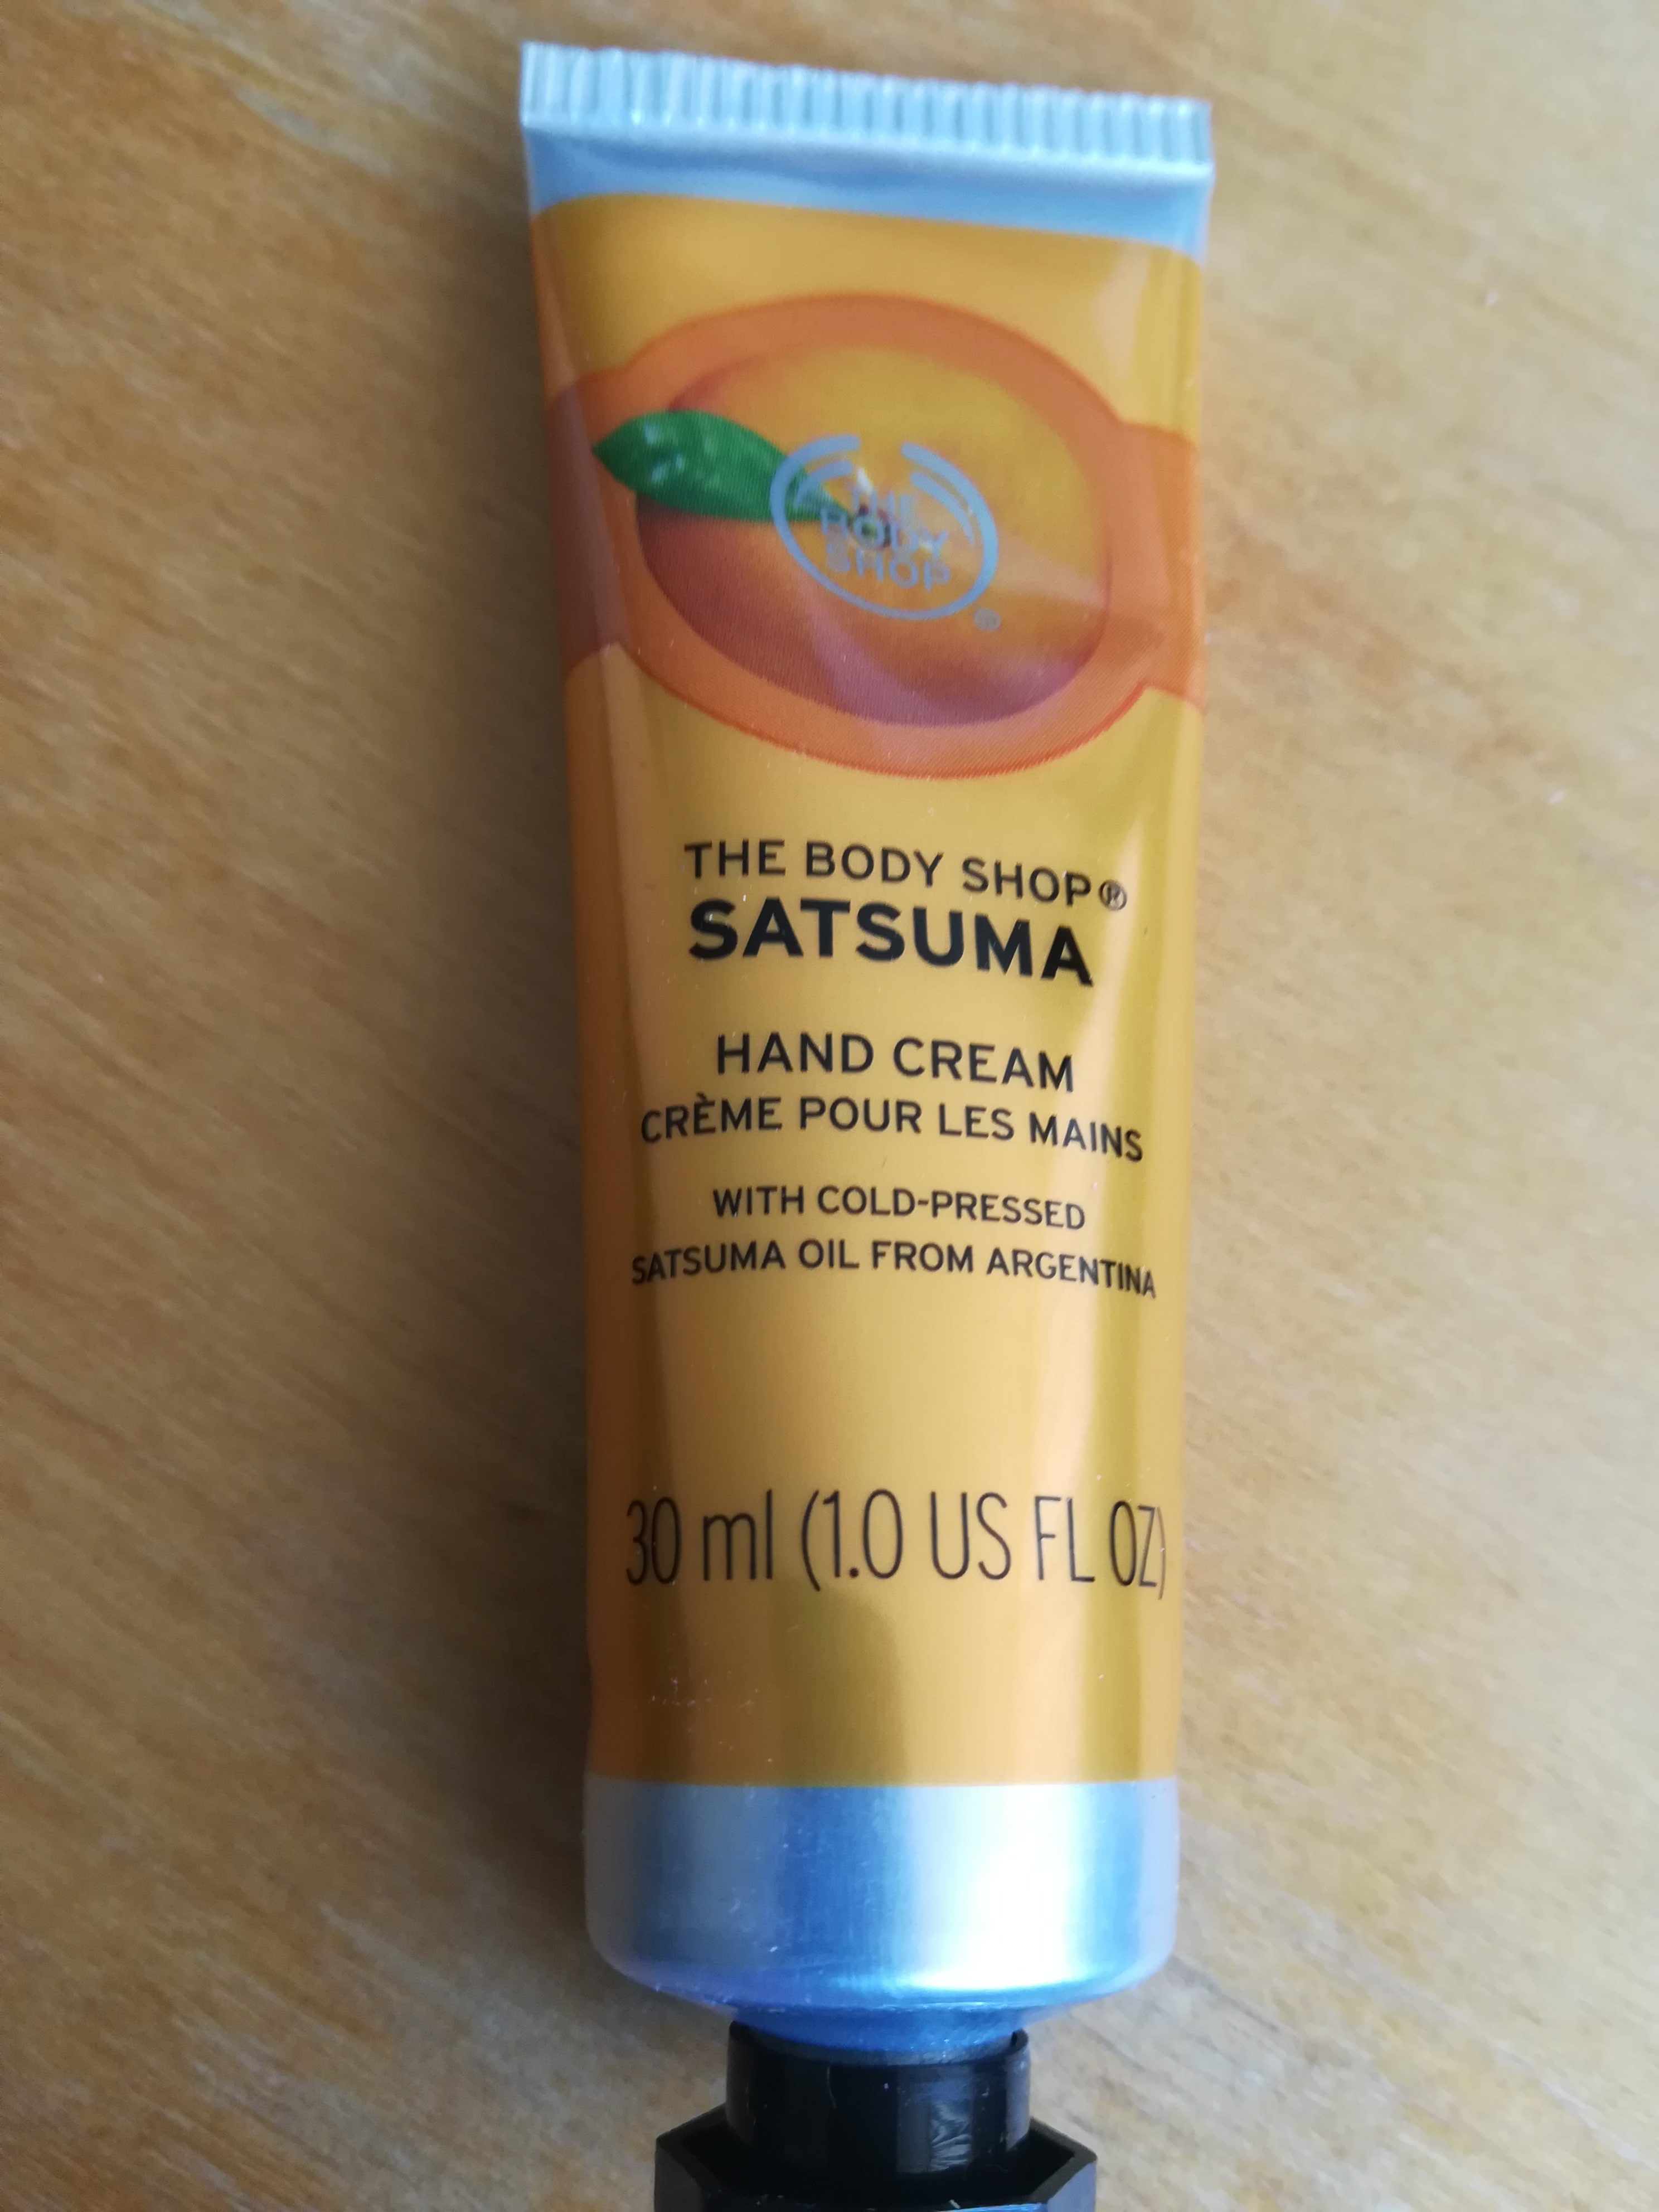 THE
BODY
SHOP
®
THE BODY SHOP®
SATSUMA
HAND CREAM
CRÈME POUR LES MAINS
WITH COLD-PRESSED
SATSUMA OIL FROM ARGENTINA
30 ml (1.0 US FL OZ)